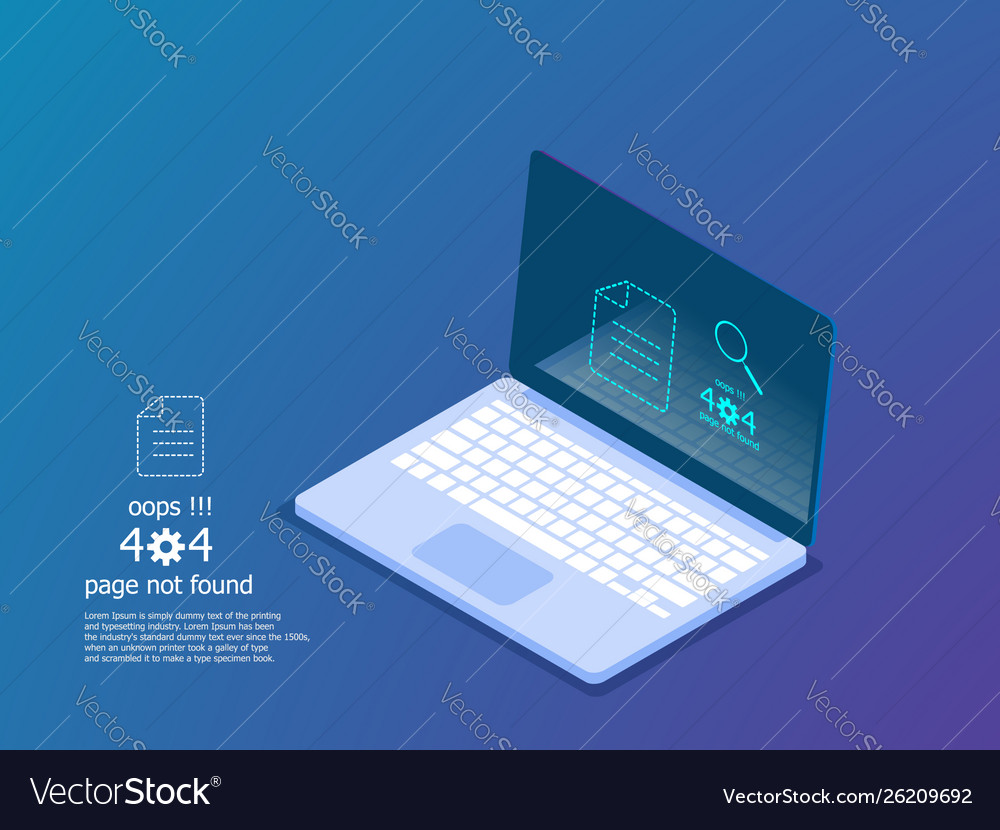 oops !!!
404
page not found
Lorem Ipsum is simply dummy text of the printing
and typesetting industry. Lorem Ipsum has been
the industry's standard dummy text ever since the 1500s,
when an unknown printer took a galley of type
and scrambled it to make a type specimen book.
oops !!!
404
page not found
VectorStock®
VectorStock.com/26209692